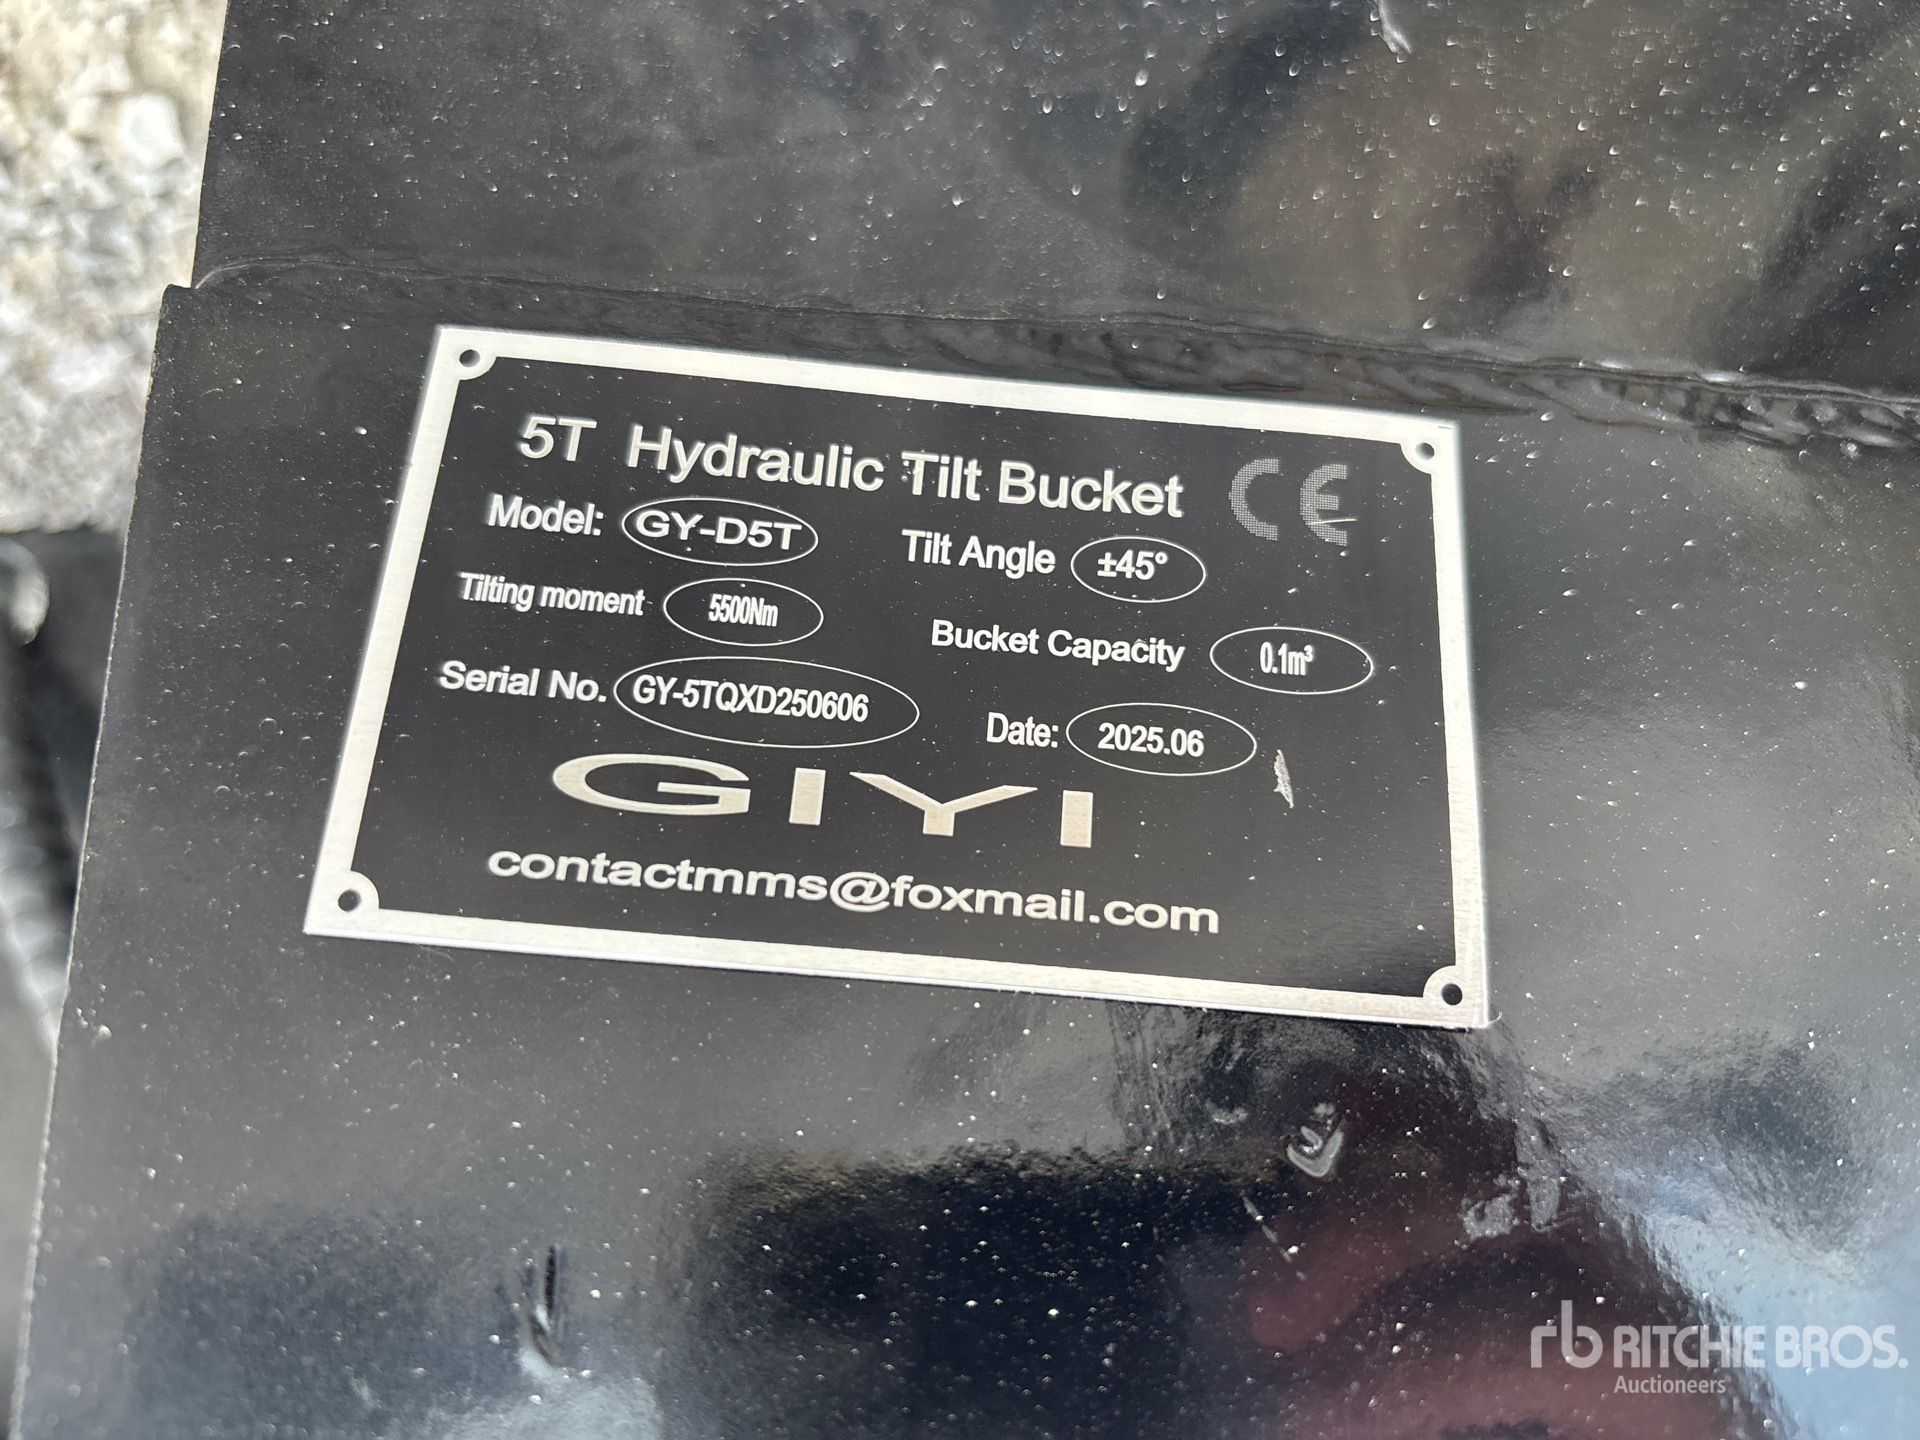 5T Hydraulic Tilt Bucket CE
Model: GY-D5T Tilt Angle ±45°
Tilting moment 5500Nm Bucket Capacity 0.1m³
Serial No. GY-5TQXD250606 Date: 2025.06
GIYI
contactmms@foxmail.com
rb RITCHIE BROS.
Auctioneers